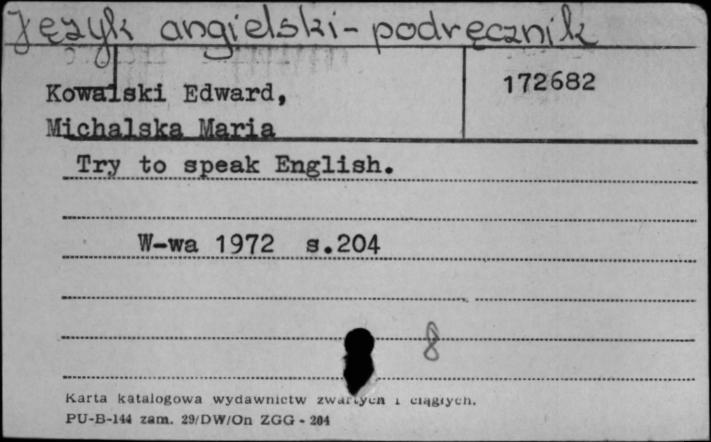 Język angielski - podręcznik
Kowalski Edward,
172682
Michalska Maria
Try to speak English.
W-wa 1972 s.204
8
Karta katalogowa wydawnictw zwartych i ciągłych.
PU-B-144 zam. 29/DW/On ZGG - 204